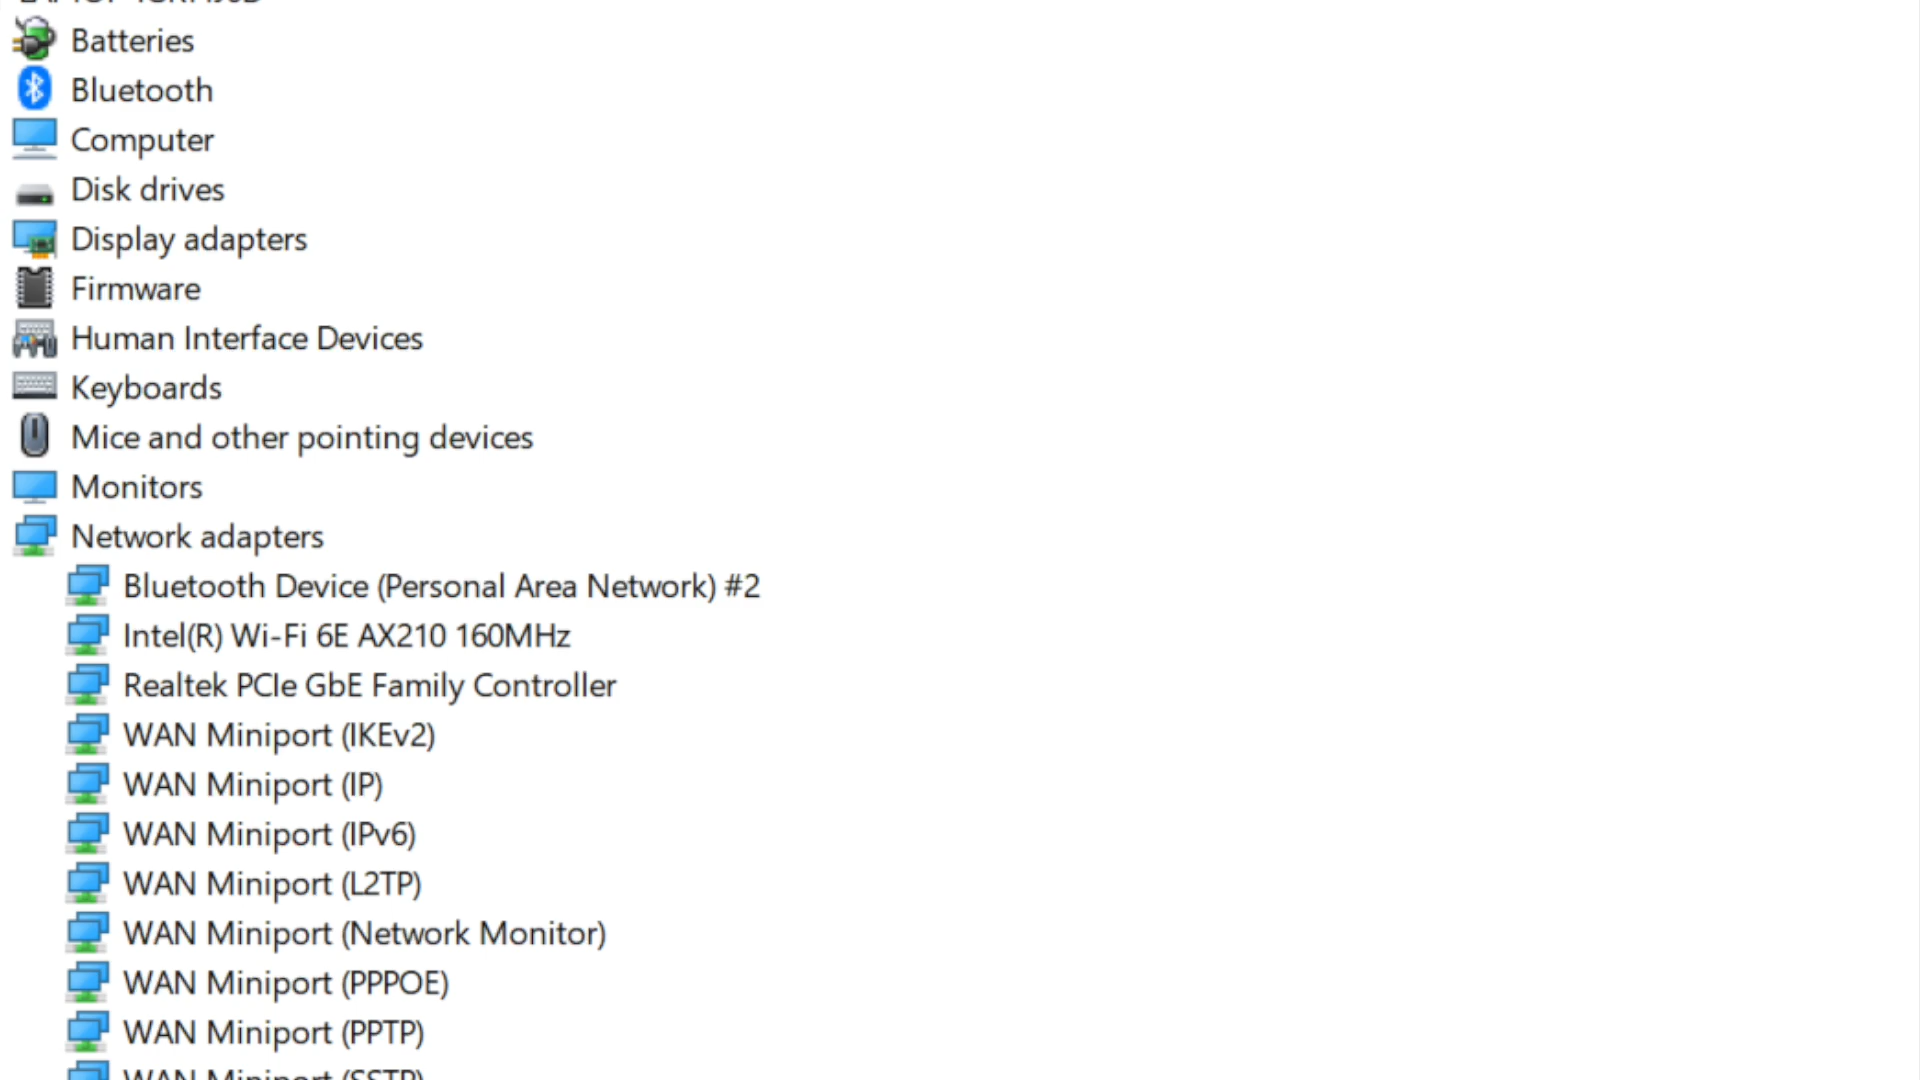 Batteries
Bluetooth
Computer
Disk drives
Display adapters
Firmware
Human Interface Devices
Keyboards
Mice and other pointing devices
Monitors
Network adapters
Bluetooth Device (Personal Area Network) #2
Intel(R) Wi-Fi 6E AX210 160MHz
Realtek PCIe GbE Family Controller
WAN Miniport (IKEv2)
WAN Miniport (IP)
WAN Miniport (IPv6)
WAN Miniport (L2TP)
WAN Miniport (Network Monitor)
WAN Miniport (PPPOE)
WAN Miniport (PPTP)
WAN Miniport (SSTP)